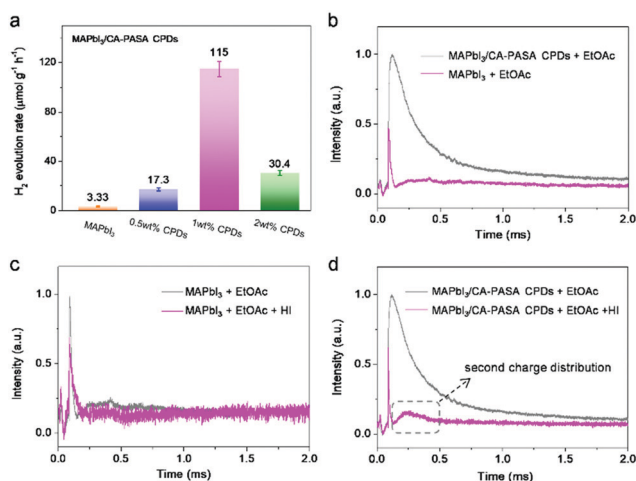 a
MAPbI₃/CA-PASA CPDs
H₂ evolution rate (μmol g⁻¹ h⁻¹)
120
80
40
0
3.33
17.3
115
30.4
MAPbI₃
0.5wt% CPDs
1wt% CPDs
2wt% CPDs
b
Intensity (a.u.)
1.0
0.5
0.0
MAPbI₃/CA-PASA CPDs + EtOAc
MAPbI₃ + EtOAc
0.0 0.5 1.0 1.5 2.0
Time (ms)
c
Intensity (a.u.)
1.0
0.5
0.0
MAPbI₃ + EtOAc
MAPbI₃ + EtOAc + HI
0.0 0.5 1.0 1.5 2.0
Time (ms)
d
Intensity (a.u.)
1.0
0.5
0.0
MAPbI₃/CA-PASA CPDs + EtOAc
MAPbI₃/CA-PASA CPDs + EtOAc +HI
second charge distribution
0.0 0.5 1.0 1.5 2.0
Time (ms)